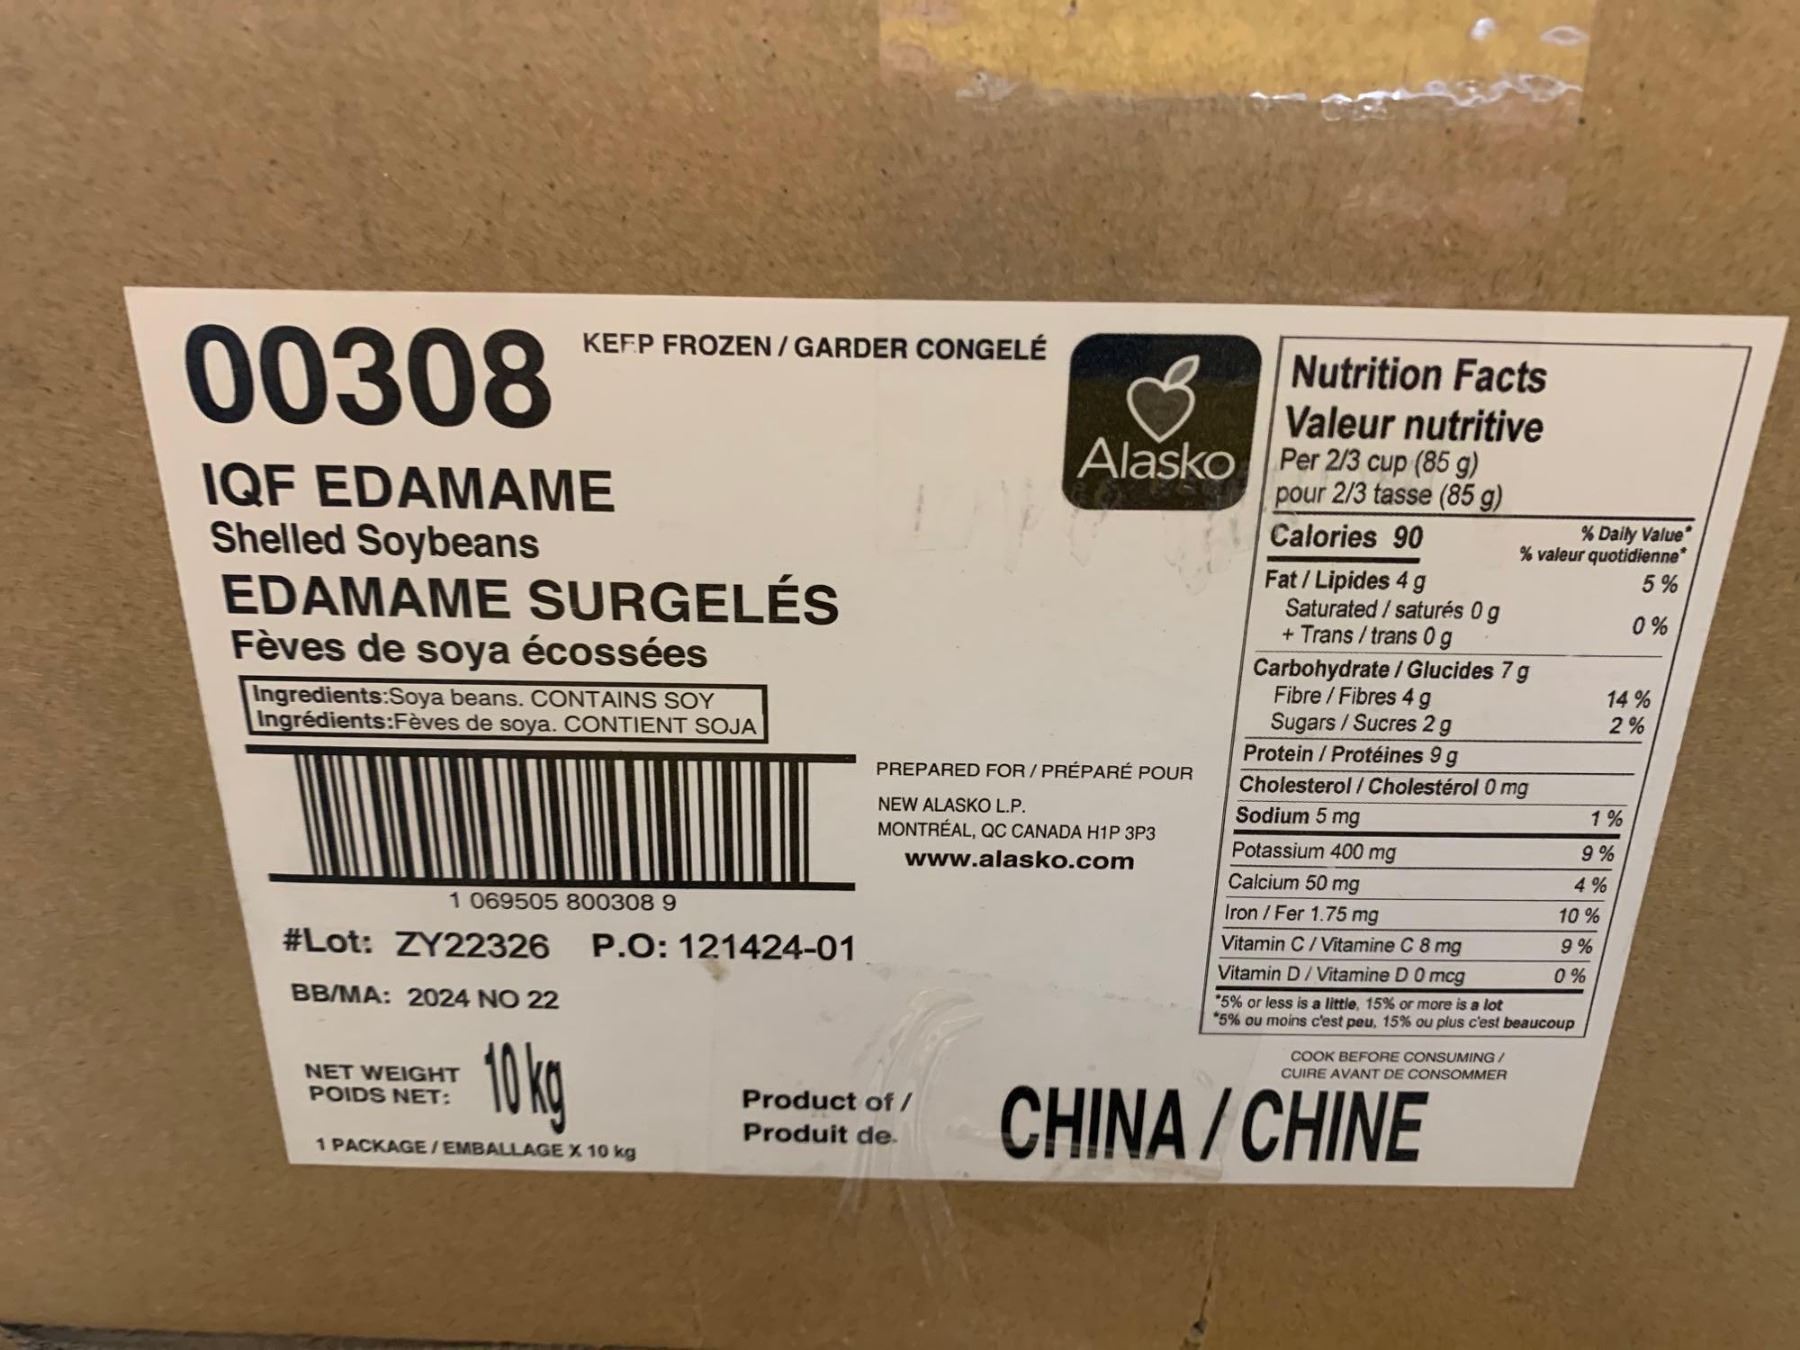 00308
KEEP FROZEN / GARDER CONGELÉ
IQF EDAMAME
Shelled Soybeans
EDAMAME SURGELÉS
Fèves de soya écossées
Ingredients:Soya beans. CONTAINS SOY
Ingrédients:Fèves de soya. CONTIENT SOJA
1 069505 800308 9
#Lot: ZY22326 P.O: 121424-01
BB/MA: 2024 NO 22
NET WEIGHT
POIDS NET:
10 kg
1 PACKAGE / EMBALLAGE X 10 kg
PREPARED FOR / PRÉPARÉ POUR
NEW ALASKO L.P.
MONTRÉAL, QC CANADA H1P 3P3
www.alasko.com
Product of /
Produit de
CHINA / CHINE
Alasko
Nutrition Facts
Valeur nutritive
Per 2/3 cup (85 g)
pour 2/3 tasse (85 g)
Calories 90
% Daily Value*
% valeur quotidienne*
Fat / Lipides 4 g 5 %
Saturated / saturés 0 g
+ Trans / trans 0 g 0 %
Carbohydrate / Glucides 7 g
Fibre / Fibres 4 g 14 %
Sugars / Sucres 2 g 2 %
Protein / Protéines 9 g
Cholesterol / Cholestérol 0 mg
Sodium 5 mg 1 %
Potassium 400 mg 9 %
Calcium 50 mg 4 %
Iron / Fer 1.75 mg 10 %
Vitamin C / Vitamine C 8 mg 9 %
Vitamin D / Vitamine D 0 mcg 0 %
*5% or less is a little, 15% or more is a lot
*5% ou moins c'est peu, 15% ou plus c'est beaucoup
COOK BEFORE CONSUMING /
CUIRE AVANT DE CONSOMMER